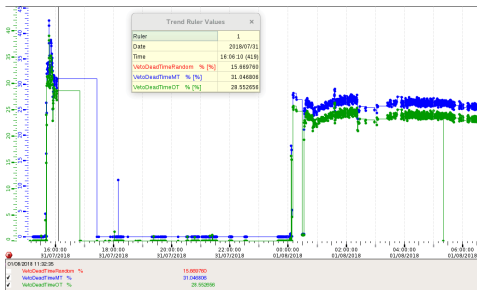 Trend Ruler Values ×
Ruler 1
Date 2018/07/31
Time 16:06:10 (419)
VetoDeadTimeRandom % [%] 15.669760
VetoDeadTimeMT % [%] 31.046806
VetoDeadTimeOT % [%] 28.552656
45
40
35
30
25
20
15
10
5
0
16:00:00 18:00:00 20:00:00 22:00:00 00:00:00 02:00:00 04:00:00 06:00:00
31/07/2018 31/07/2018 31/07/2018 31/07/2018 01/08/2018 01/08/2018 01/08/2018 01/08/2018
01/08/2018 11:32:35
VetoDeadTimeRandom % 15.669760
VetoDeadTimeMT % 31.046806
VetoDeadTimeOT % 28.552656